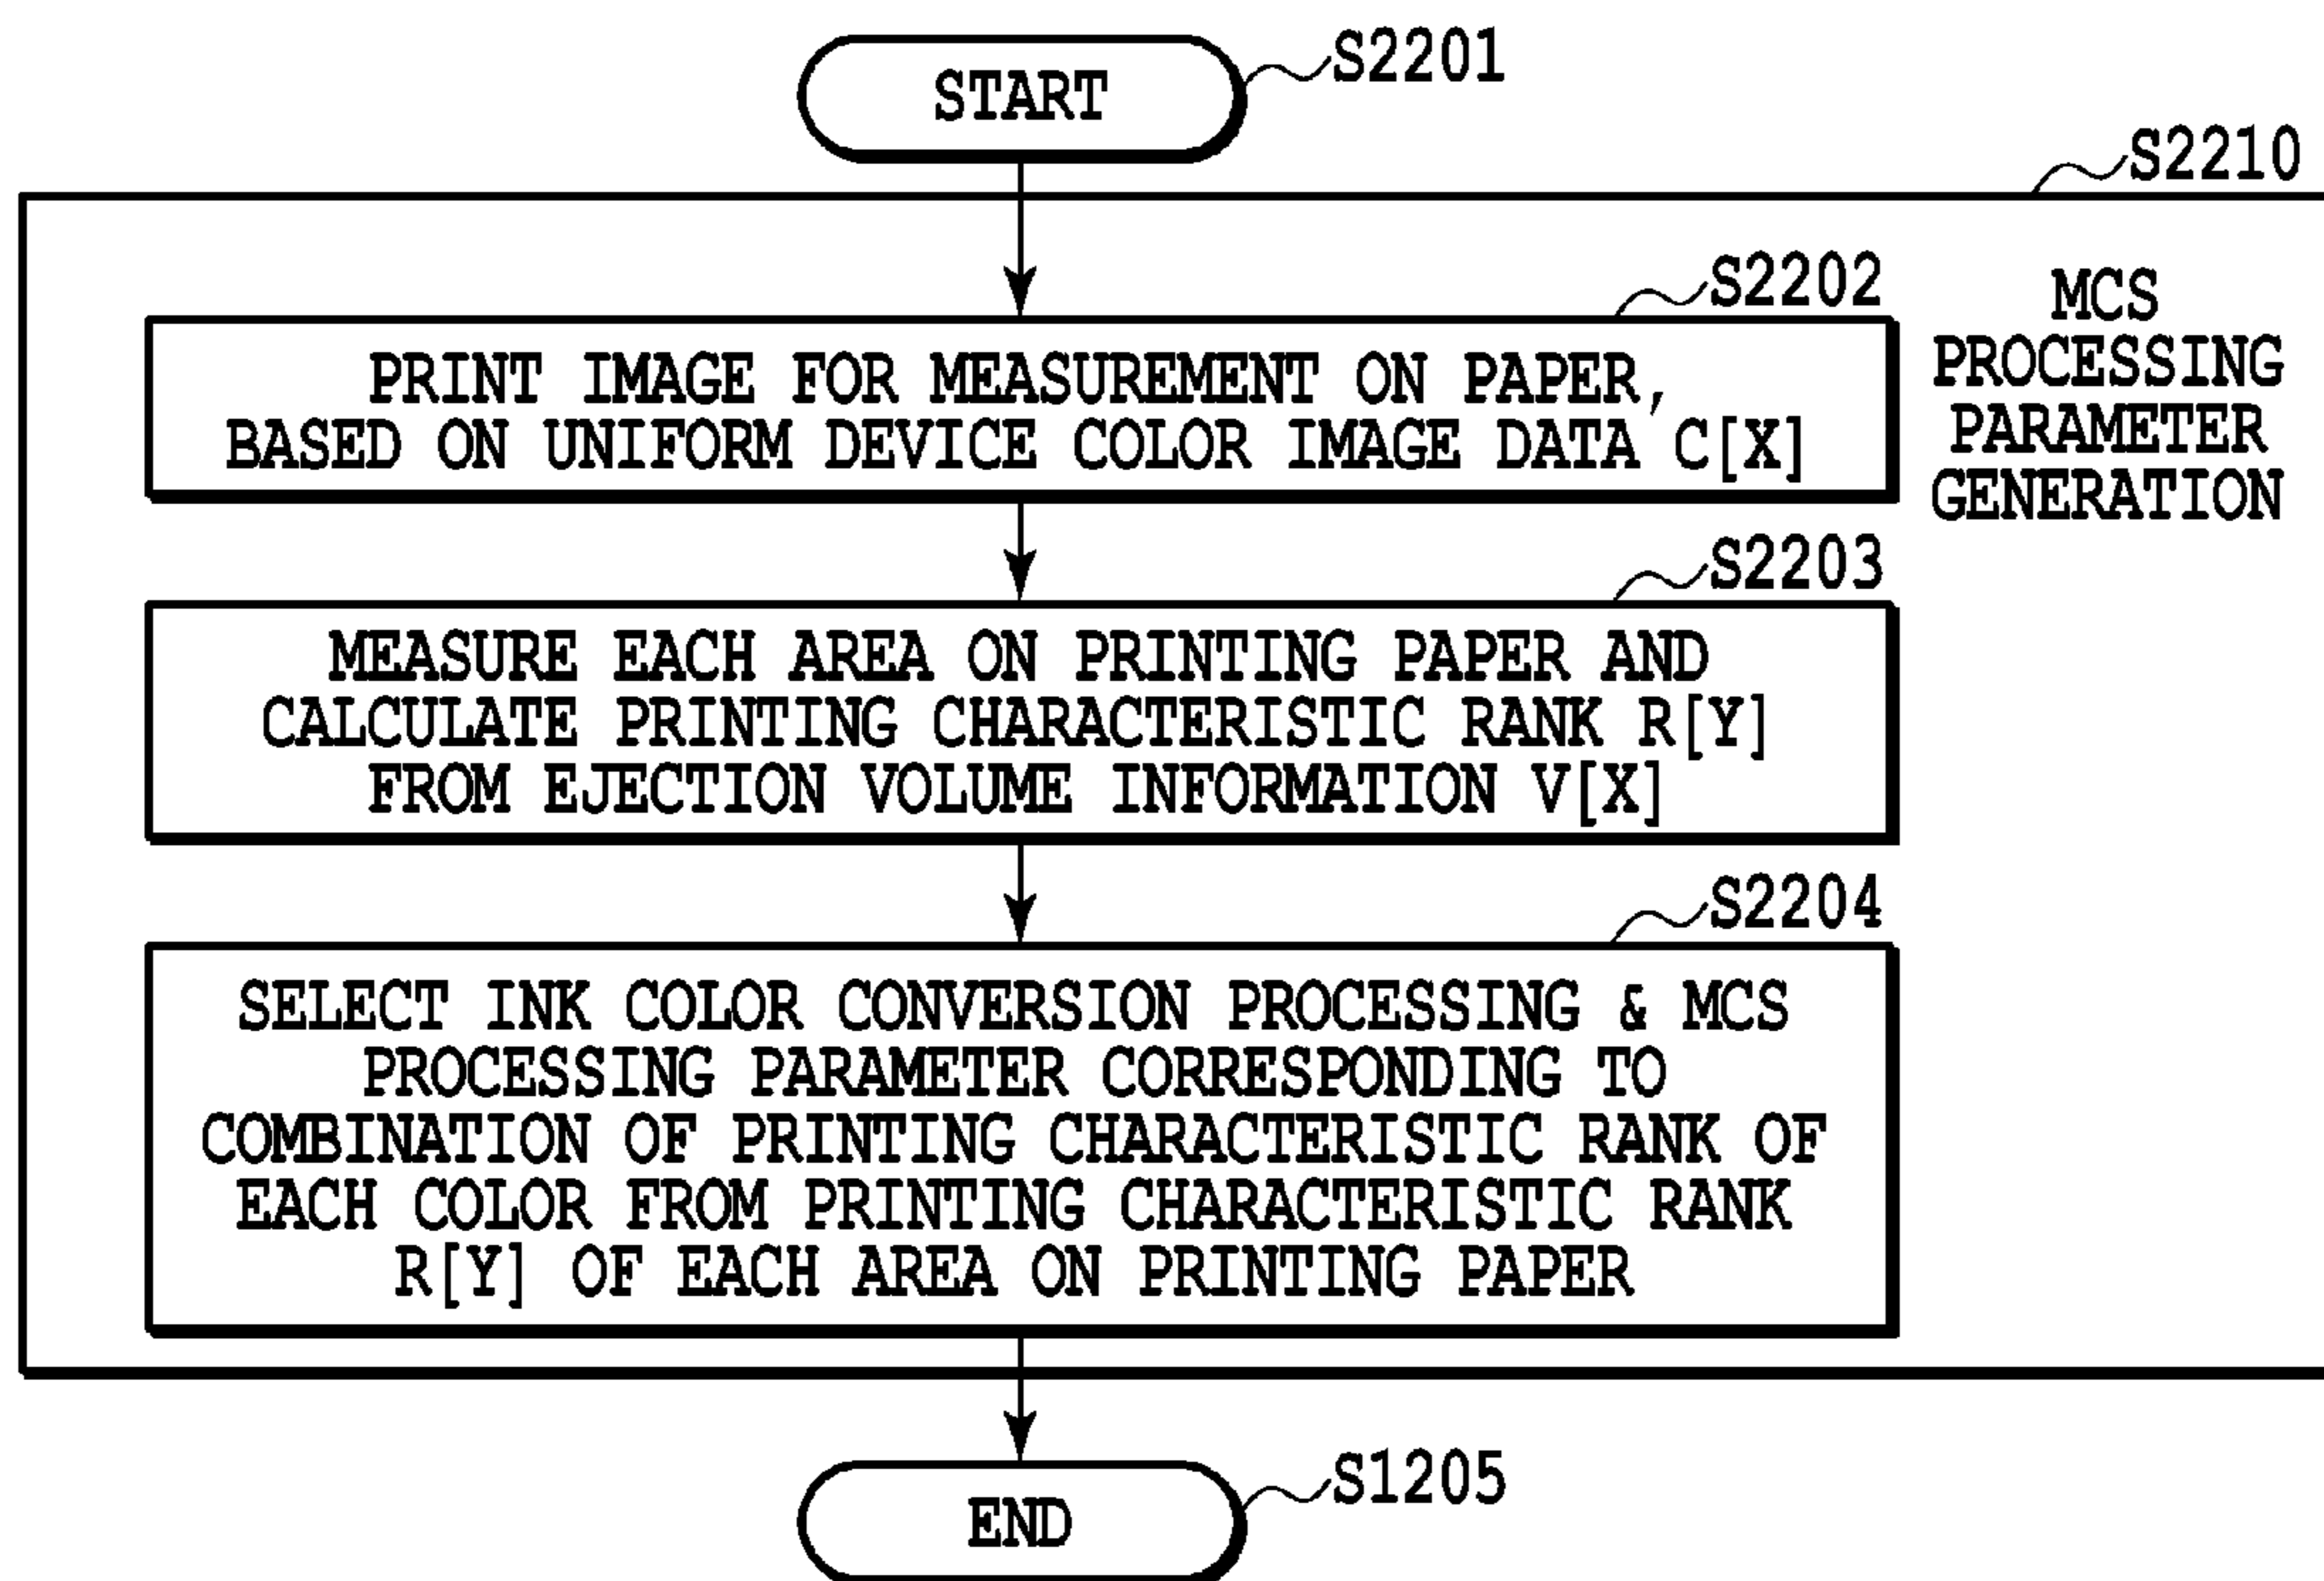 START
S2201
S2210
S2202
PRINT IMAGE FOR MEASUREMENT ON PAPER,
BASED ON UNIFORM DEVICE COLOR IMAGE DATA C[X]
MCS
PROCESSING
PARAMETER
GENERATION
S2203
MEASURE EACH AREA ON PRINTING PAPER AND
CALCULATE PRINTING CHARACTERISTIC RANK R[Y]
FROM EJECTION VOLUME INFORMATION V[X]
S2204
SELECT INK COLOR CONVERSION PROCESSING & MCS
PROCESSING PARAMETER CORRESPONDING TO
COMBINATION OF PRINTING CHARACTERISTIC RANK OF
EACH COLOR FROM PRINTING CHARACTERISTIC RANK
R[Y] OF EACH AREA ON PRINTING PAPER
END
S1205